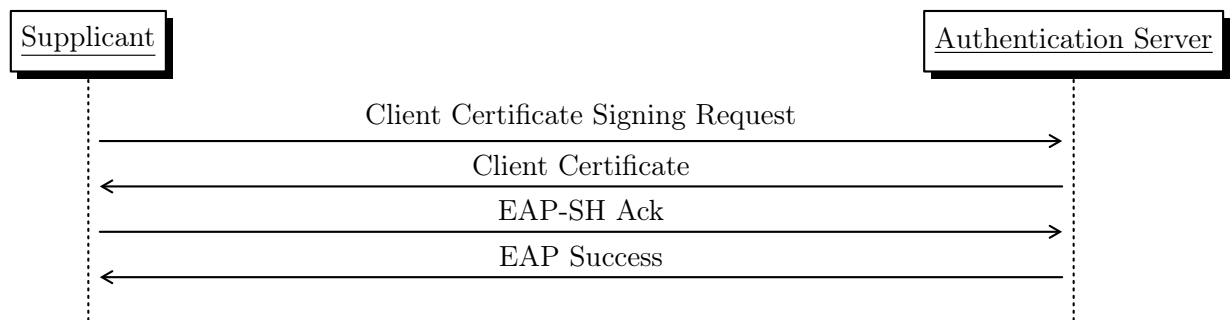 Supplicant
Authentication Server
Client Certificate Signing Request
Client Certificate
EAP-SH Ack
EAP Success